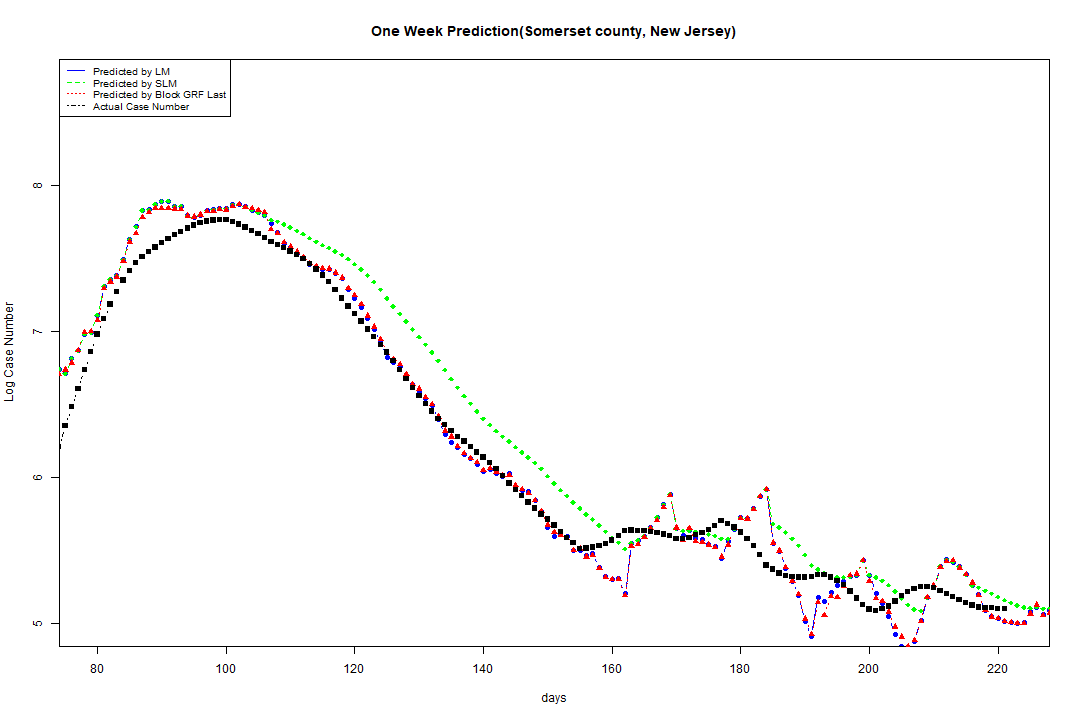 One Week Prediction(Somerset county, New Jersey)
Predicted by LM
Predicted by SLM
Predicted by Block GRF Last
Actual Case Number
8
7
6
5
Log Case Number
80 100 120 140 160 180 200 220
days